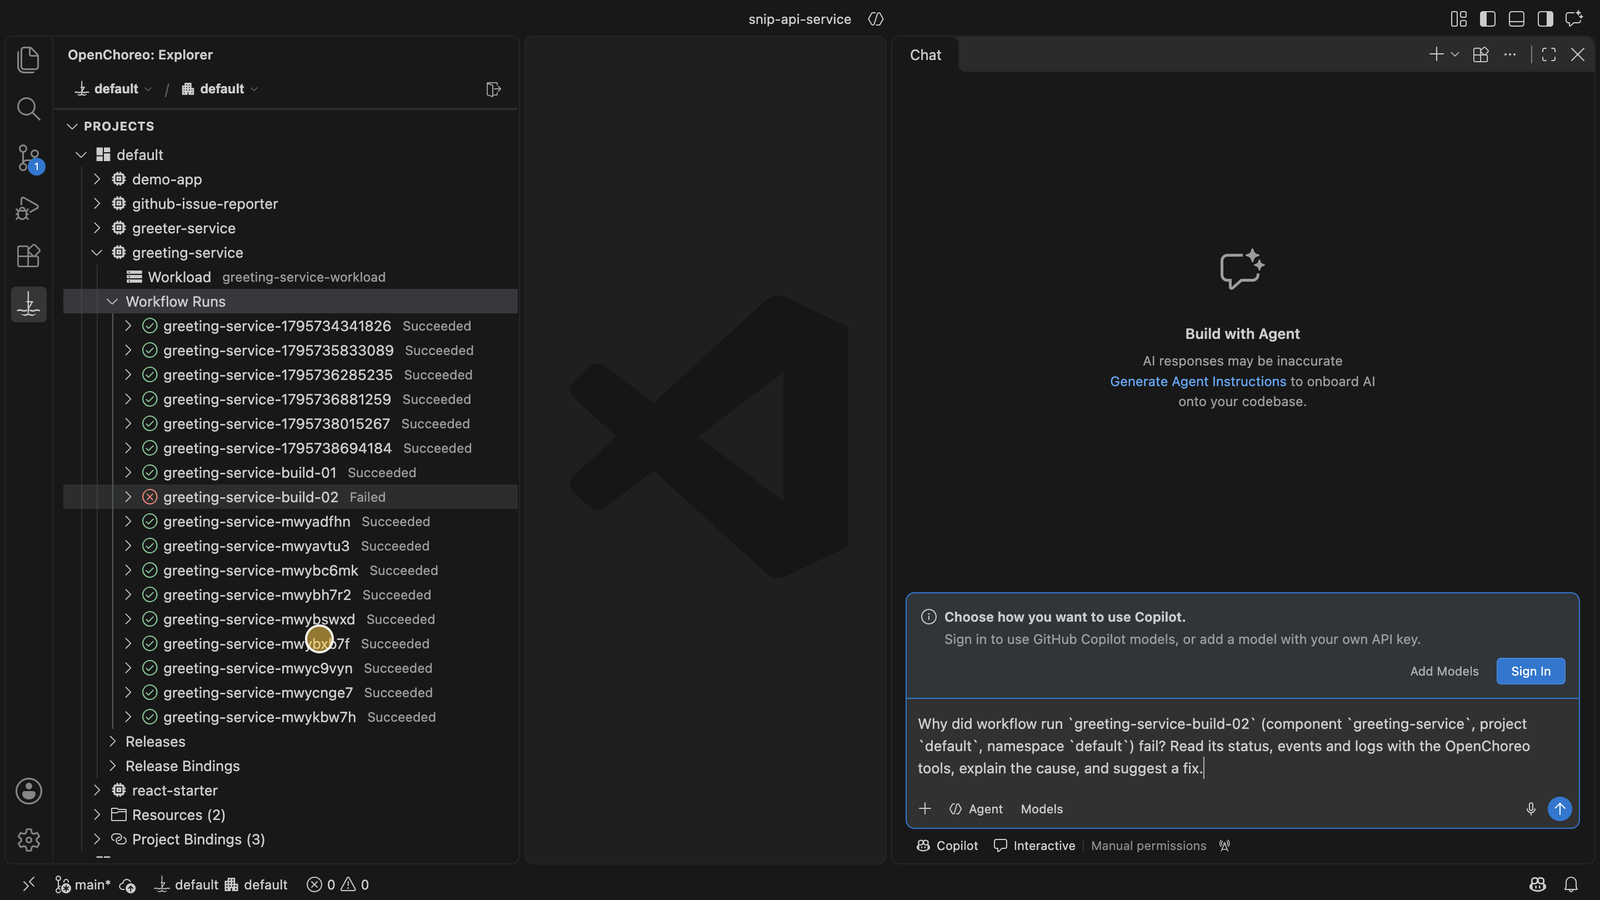 snip-api-service
OpenChoreo: Explorer
default / default
PROJECTS
default
demo-app
github-issue-reporter
greeter-service
greeting-service
Workload greeting-service-workload
Workflow Runs
greeting-service-1795734341826 Succeeded
greeting-service-1795735833089 Succeeded
greeting-service-1795736285235 Succeeded
greeting-service-1795736881259 Succeeded
greeting-service-1795738015267 Succeeded
greeting-service-1795738694184 Succeeded
greeting-service-build-01 Succeeded
greeting-service-build-02 Failed
greeting-service-mwyadfhn Succeeded
greeting-service-mwyavtu3 Succeeded
greeting-service-mwybc6mk Succeeded
greeting-service-mwybh7r2 Succeeded
greeting-service-mwybswxd Succeeded
greeting-service-mwybxb7f Succeeded
greeting-service-mwyc9vyn Succeeded
greeting-service-mwycnge7 Succeeded
greeting-service-mwykbw7h Succeeded
Releases
Release Bindings
react-starter
Resources (2)
Project Bindings (3)
1
Chat
Build with Agent
AI responses may be inaccurate
Generate Agent Instructions to onboard AI
onto your codebase.
Choose how you want to use Copilot.
Sign in to use GitHub Copilot models, or add a model with your own API key.
Add Models Sign In
Why did workflow run `greeting-service-build-02` (component `greeting-service`, project
`default`, namespace `default`) fail? Read its status, events and logs with the OpenChoreo
tools, explain the cause, and suggest a fix.
Agent Models
Copilot Interactive Manual permissions
main* default default 0 0